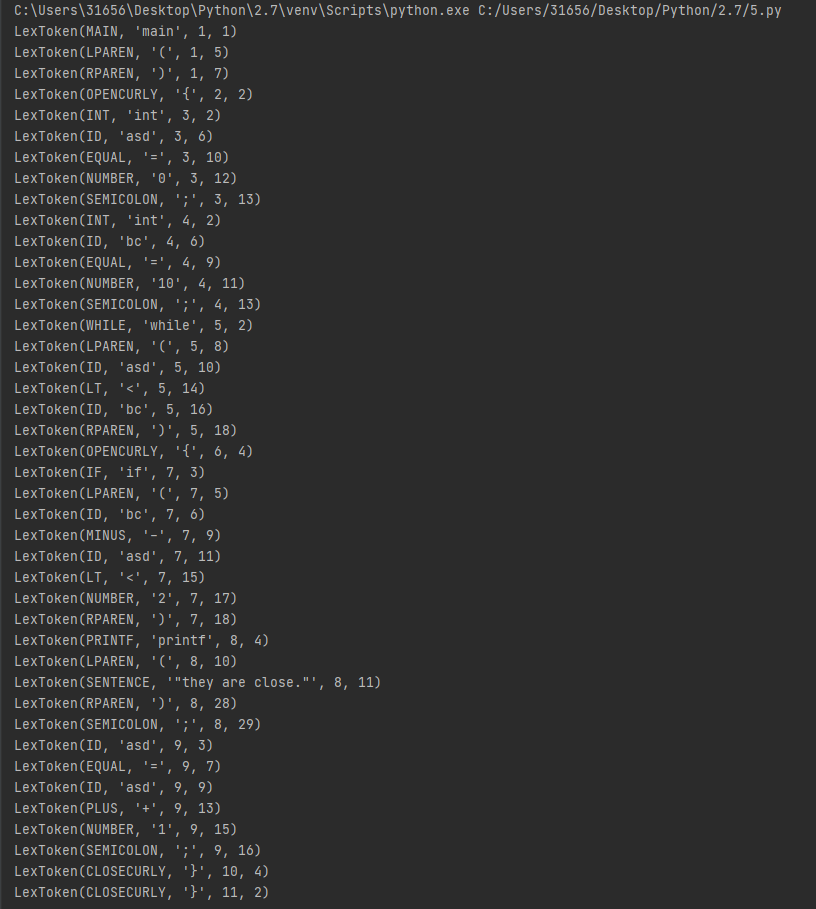 C:\Users\31656\Desktop\Python\2.7\venv\Scripts\python.exe C:/Users/31656/Desktop/Python/2.7/5.py
LexToken(MAIN, 'main', 1, 1)
LexToken(LPAREN, '(', 1, 5)
LexToken(RPAREN, ')', 1, 7)
LexToken(OPENCURLY, '{', 2, 2)
LexToken(INT, 'int', 3, 2)
LexToken(ID, 'asd', 3, 6)
LexToken(EQUAL, '=', 3, 10)
LexToken(NUMBER, '0', 3, 12)
LexToken(SEMICOLON, ';', 3, 13)
LexToken(INT, 'int', 4, 2)
LexToken(ID, 'bc', 4, 6)
LexToken(EQUAL, '=', 4, 9)
LexToken(NUMBER, '10', 4, 11)
LexToken(SEMICOLON, ';', 4, 13)
LexToken(WHILE, 'while', 5, 2)
LexToken(LPAREN, '(', 5, 8)
LexToken(ID, 'asd', 5, 10)
LexToken(LT, '<', 5, 14)
LexToken(ID, 'bc', 5, 16)
LexToken(RPAREN, ')', 5, 18)
LexToken(OPENCURLY, '{', 6, 4)
LexToken(IF, 'if', 7, 3)
LexToken(LPAREN, '(', 7, 5)
LexToken(ID, 'bc', 7, 6)
LexToken(MINUS, '-', 7, 9)
LexToken(ID, 'asd', 7, 11)
LexToken(LT, '<', 7, 15)
LexToken(NUMBER, '2', 7, 17)
LexToken(RPAREN, ')', 7, 18)
LexToken(PRINTF, 'printf', 8, 4)
LexToken(LPAREN, '(', 8, 10)
LexToken(SENTENCE, '"they are close."', 8, 11)
LexToken(RPAREN, ')', 8, 28)
LexToken(SEMICOLON, ';', 8, 29)
LexToken(ID, 'asd', 9, 3)
LexToken(EQUAL, '=', 9, 7)
LexToken(ID, 'asd', 9, 9)
LexToken(PLUS, '+', 9, 13)
LexToken(NUMBER, '1', 9, 15)
LexToken(SEMICOLON, ';', 9, 16)
LexToken(CLOSECURLY, '}', 10, 4)
LexToken(CLOSECURLY, '}', 11, 2)